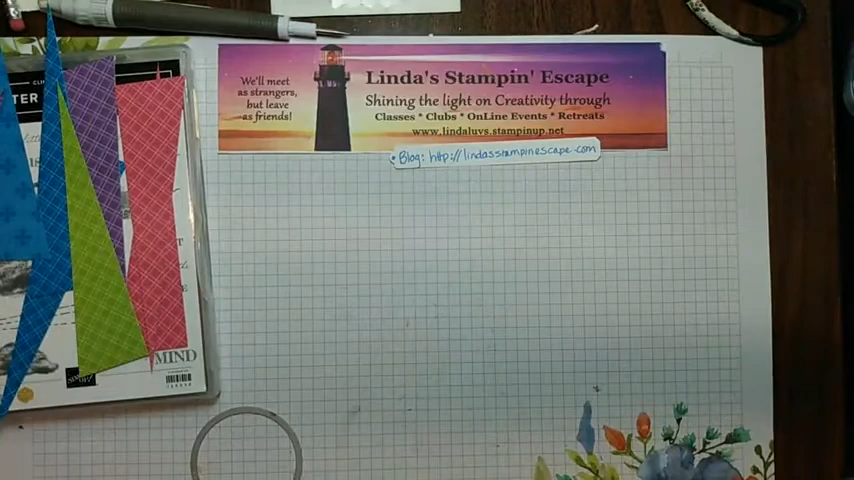 We'll meet
as strangers,
but leave
as friends!
Linda's Stampin' Escape
Shining the light on Creativity through
Classes * Clubs * OnLine Events * Retreats
www.lindaluvs.stampinup.net
Blog: http://lindasstampinescape.com
TER
MIND